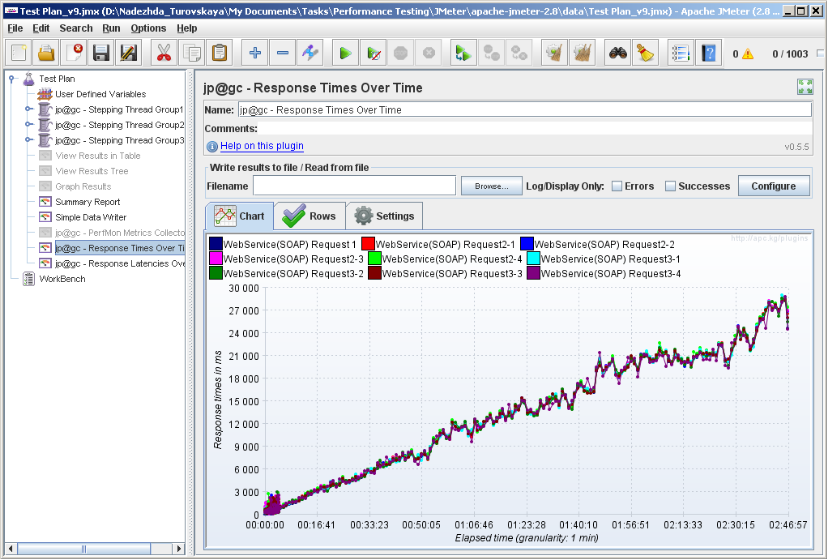 Test Plan_v9.jmx (D:\Nadezhda_Turovskaya\My Documents\Tasks\Performance Testing\JMeter\apache-jmeter-2.8\data\Test Plan_v9.jmx) - Apache JMeter (2.8 ...
File Edit Search Run Options Help
0 0 / 1003
Test Plan
User Defined Variables
jp@gc - Stepping Thread Group1
jp@gc - Stepping Thread Group2
jp@gc - Stepping Thread Group3
View Results in Table
View Results Tree
Graph Results
Summary Report
Simple Data Writer
jp@gc - PerfMon Metrics Collecto
jp@gc - Response Times Over Ti
jp@gc - Response Latencies Ove
WorkBench
jp@gc - Response Times Over Time
Name: jp@gc - Response Times Over Time
Comments:
Help on this plugin v0.5.5
Write results to file / Read from file
Filename Browse... Log/Display Only: Errors Successes Configure
Chart Rows Settings
http://apc.kg/plugins
WebService(SOAP) Request 1 WebService(SOAP) Request2-1 WebService(SOAP) Request2-2
WebService(SOAP) Request2-3 WebService(SOAP) Request2-4 WebService(SOAP) Request3-1
WebService(SOAP) Request3-2 WebService(SOAP) Request3-3 WebService(SOAP) Request3-4
30 000
27 000
24 000
21 000
18 000
15 000
12 000
9 000
6 000
3 000
0
Response times in ms
00:00:00 00:16:41 00:33:23 00:50:05 01:06:46 01:23:28 01:40:10 01:56:51 02:13:33 02:30:15 02:46:57
Elapsed time (granularity: 1 min)